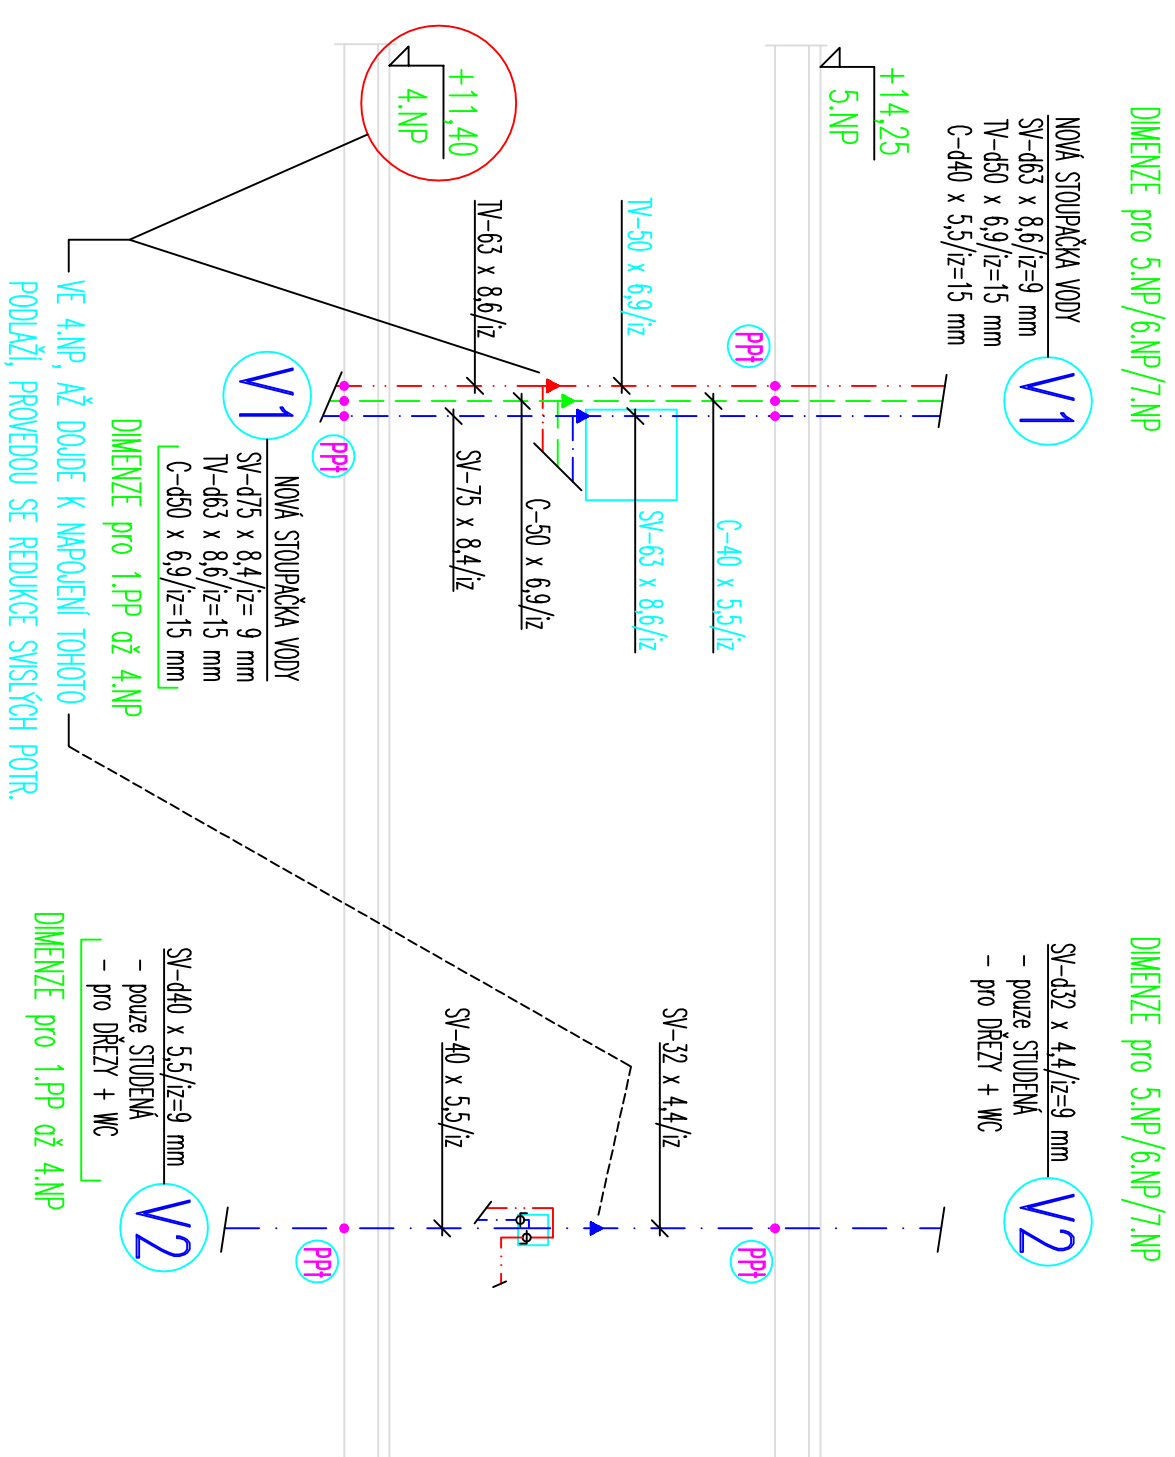 DIMENZE pro 5.NP/6.NP/7.NP
NOVÁ STOUPAČKA VODY
SV-d63 x 8,6/iz=9 mm
TV-d50 x 6,9/iz=15 mm
C-d40 x 5,5/iz=15 mm
V1
DIMENZE pro 5.NP/6.NP/7.NP
SV-d32 x 4,4/iz=9 mm
- pouze STUDENÁ
- pro DŘEZY + WC
V2
+14,25
5.NP
PPt
PPt
C-40 x 5,5/iz
SV-63 x 8,6/iz
TV-50 x 6,9/iz
SV-32 x 4,4/iz
C-50 x 6,9/iz
TV-63 x 8,6/iz
SV-75 x 8,4/iz
SV-40 x 5,5/iz
+11,40
4.NP
PPt
PPt
V1
NOVÁ STOUPAČKA VODY
SV-d75 x 8,4/iz= 9 mm
TV-d63 x 8,6/iz=15 mm
C-d50 x 6,9/iz=15 mm
DIMENZE pro 1.PP až 4.NP
V2
SV-d40 x 5,5/iz=9 mm
- pouze STUDENÁ
- pro DŘEZY + WC
DIMENZE pro 1.PP až 4.NP
VE 4.NP, AŽ DOJDE K NAPOJENÍ TOHOTO
PODLAŽÍ, PROVEDOU SE REDUKCE SVISLÝCH POTR.